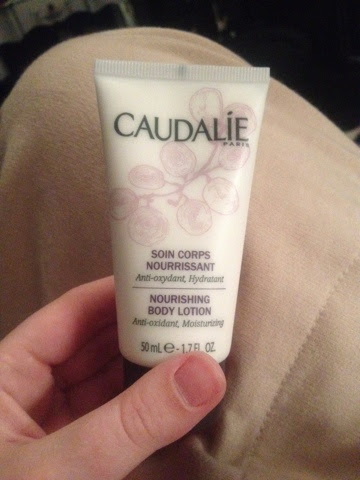 CAUDALÍE
PARIS
SOIN CORPS
NOURRISSANT
Anti-oxydant, Hydratant
NOURISHING
BODY LOTION
Anti-oxidant, Moisturizing
50 mL ℮ - 1.7 FL. OZ.